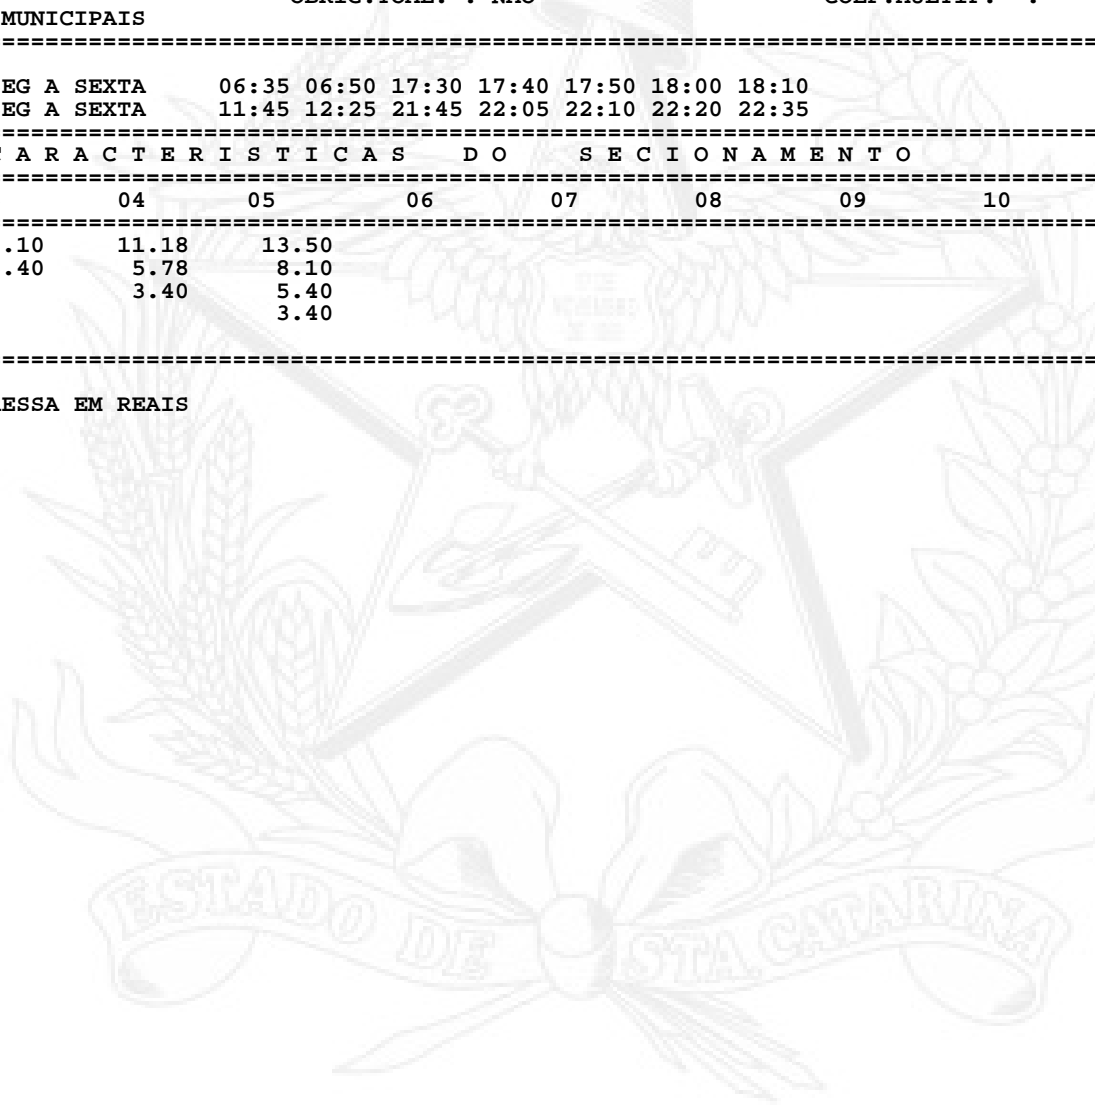 MUNICIPAIS
==============================================================================
EG A SEXTA 06:35 06:50 17:30 17:40 17:50 18:00 18:10
EG A SEXTA 11:45 12:25 21:45 22:05 22:10 22:20 22:35
==============================================================================
A R A C T E R I S T I C A S D O S E C I O N A M E N T O
==============================================================================
04 05 06 07 08 09 10
==============================================================================
.10 11.18 13.50
.40 5.78 8.10
3.40 5.40
3.40
==============================================================================
ESSA EM REAIS
ESTADO DE STA. CATARINA